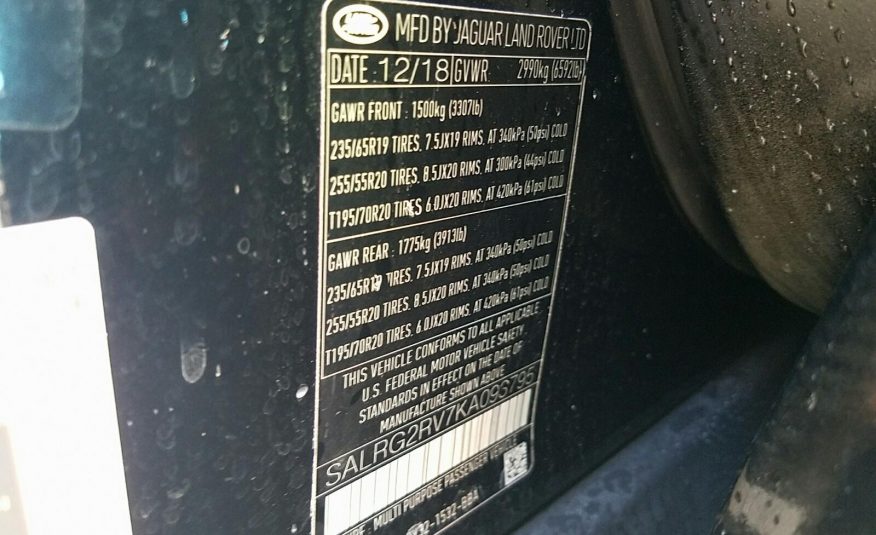 MFD BY JAGUAR LAND ROVER LTD
DATE : 12/18 GVWR : 2990kg (6592lb)
GAWR FRONT : 1500kg (3307lb)
235/65R19 TIRES, 7.5JX19 RIMS, AT 340kPa (50psi) COLD
255/55R20 TIRES, 8.5JX20 RIMS, AT 300kPa (44psi) COLD
T195/70R20 TIRES 6.0JX20 RIMS, AT 420kPa (61psi) COLD
GAWR REAR : 1775kg (3913lb)
235/65R19 TIRES, 7.5JX19 RIMS, AT 340kPa (50psi) COLD
255/55R20 TIRES, 8.5JX20 RIMS, AT 340kPa (50psi) COLD
T195/70R20 TIRES, 6.0JX20 RIMS, AT 420kPa (61psi) COLD
THIS VEHICLE CONFORMS TO ALL APPLICABLE
U.S. FEDERAL MOTOR VEHICLE SAFETY
STANDARDS IN EFFECT ON THE DATE OF
MANUFACTURE SHOWN ABOVE
: MULTI PURPOSE PASSENGER VEHICLE